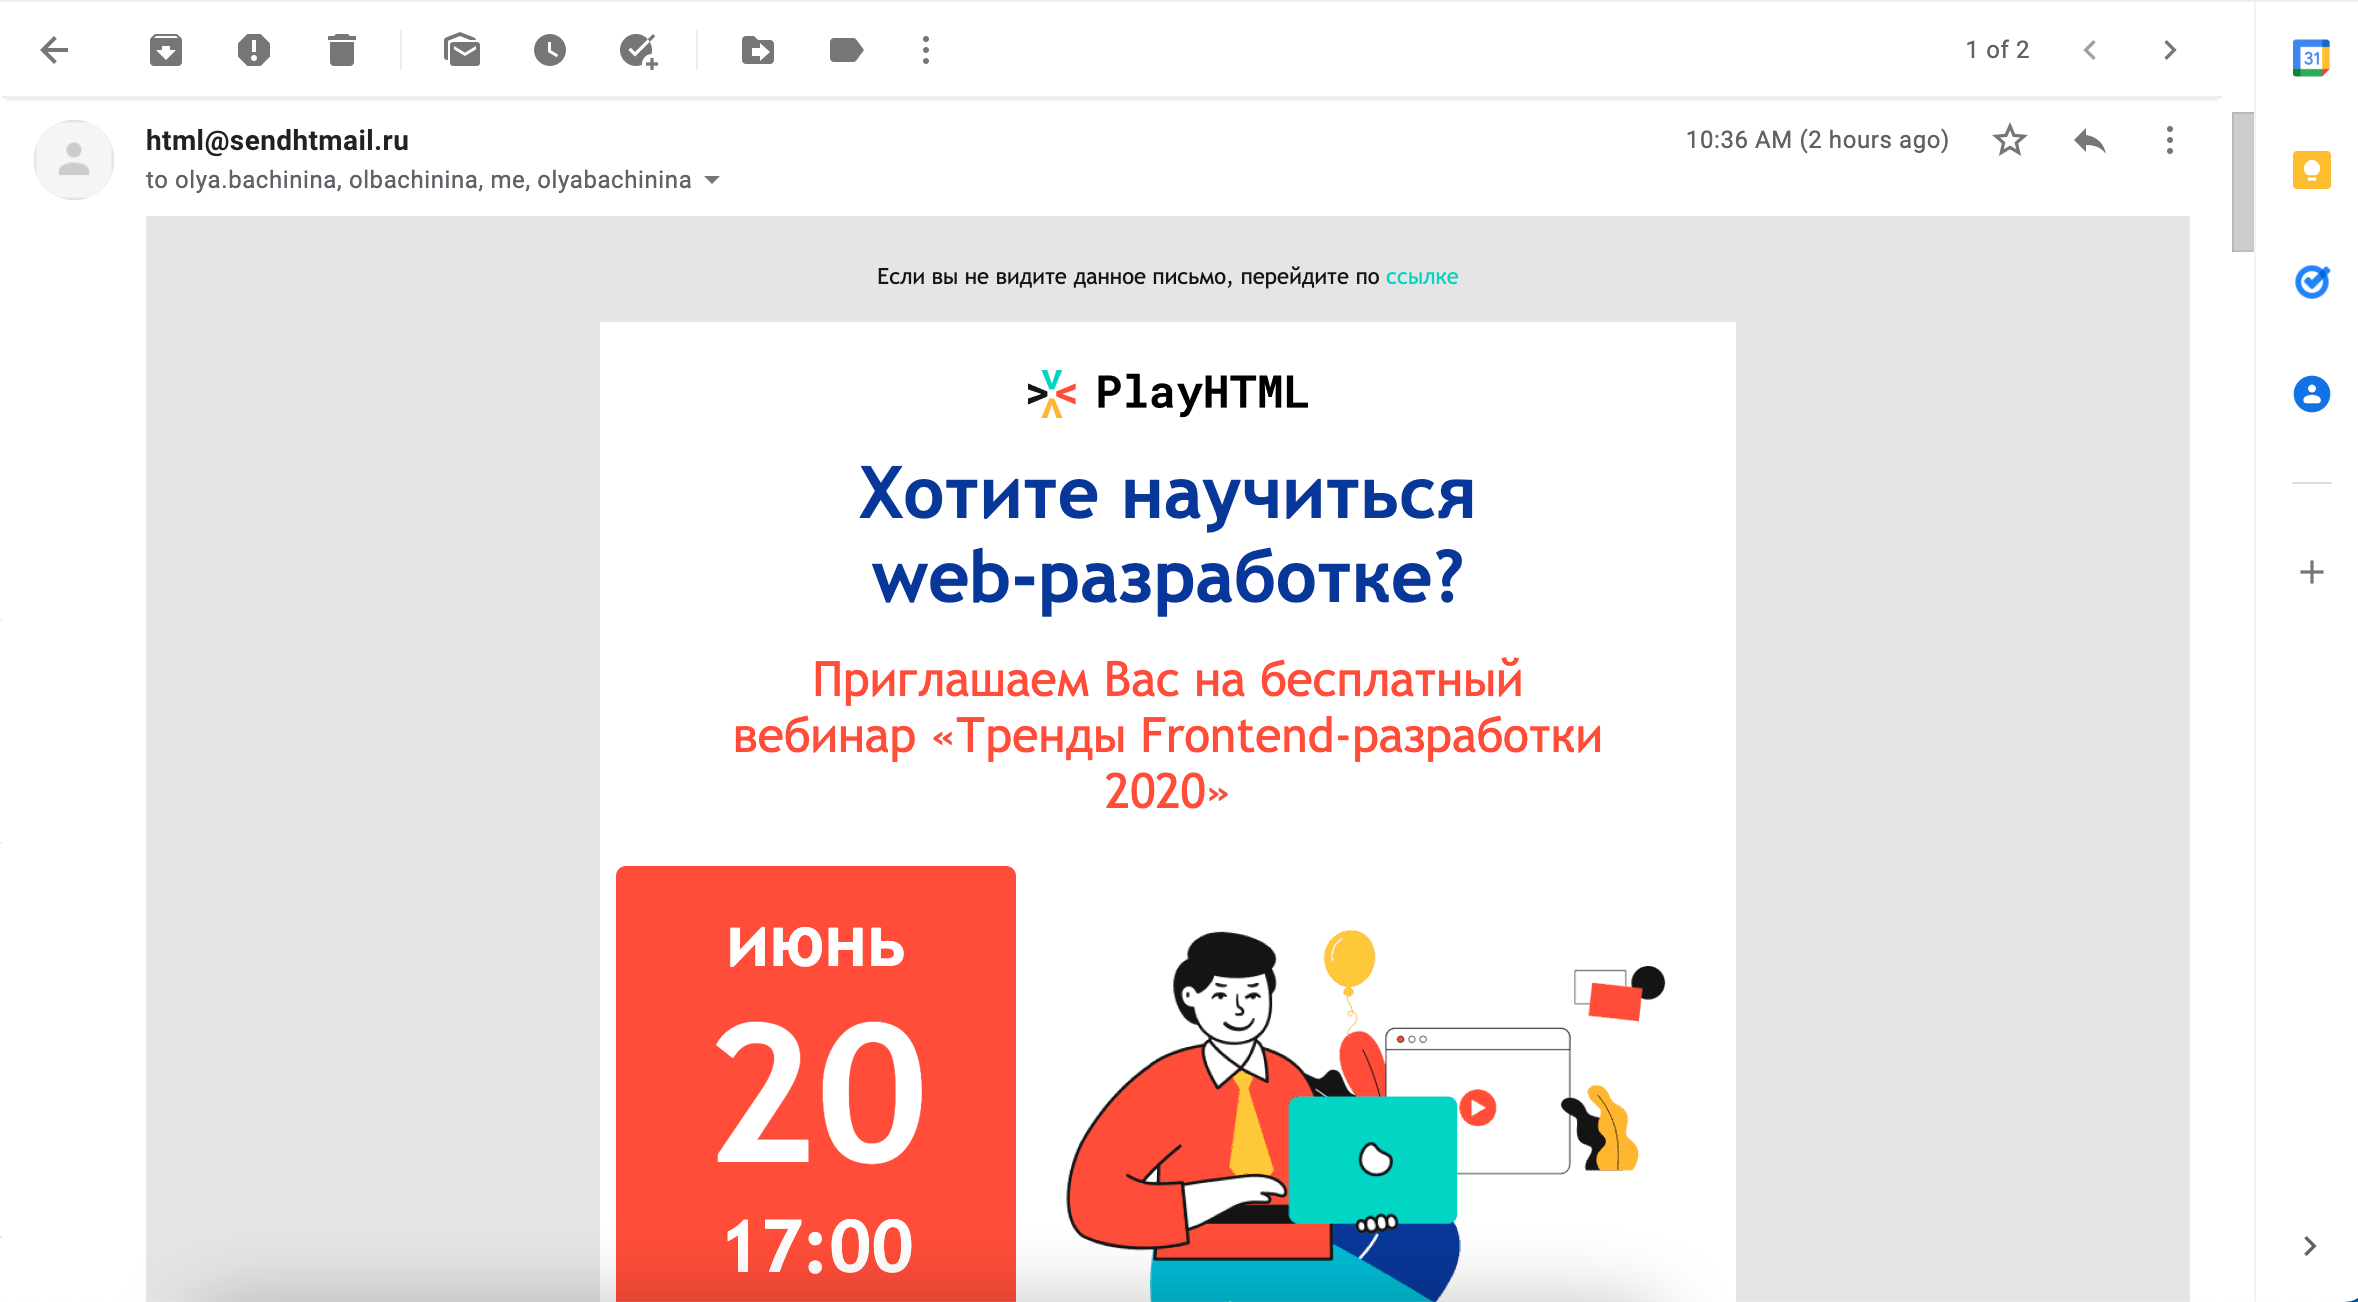 1 of 2
31
html@sendhtmail.ru
10:36 AM (2 hours ago)
to olya.bachinina, olbachinina, me, olyabachinina
Если вы не видите данное письмо, перейдите по ссылке
PlayHTML
Хотите научиться
web-разработке?
Приглашаем Вас на бесплатный
вебинар «Тренды Frontend-разработки
2020»
ИЮНЬ
20
17:00